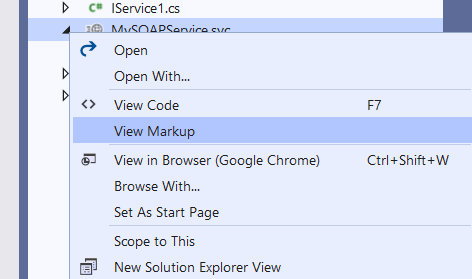 IService1.cs
MySOAPService.svc
Open
Open With...
View Code F7
View Markup
View in Browser (Google Chrome) Ctrl+Shift+W
Browse With...
Set As Start Page
Scope to This
New Solution Explorer View